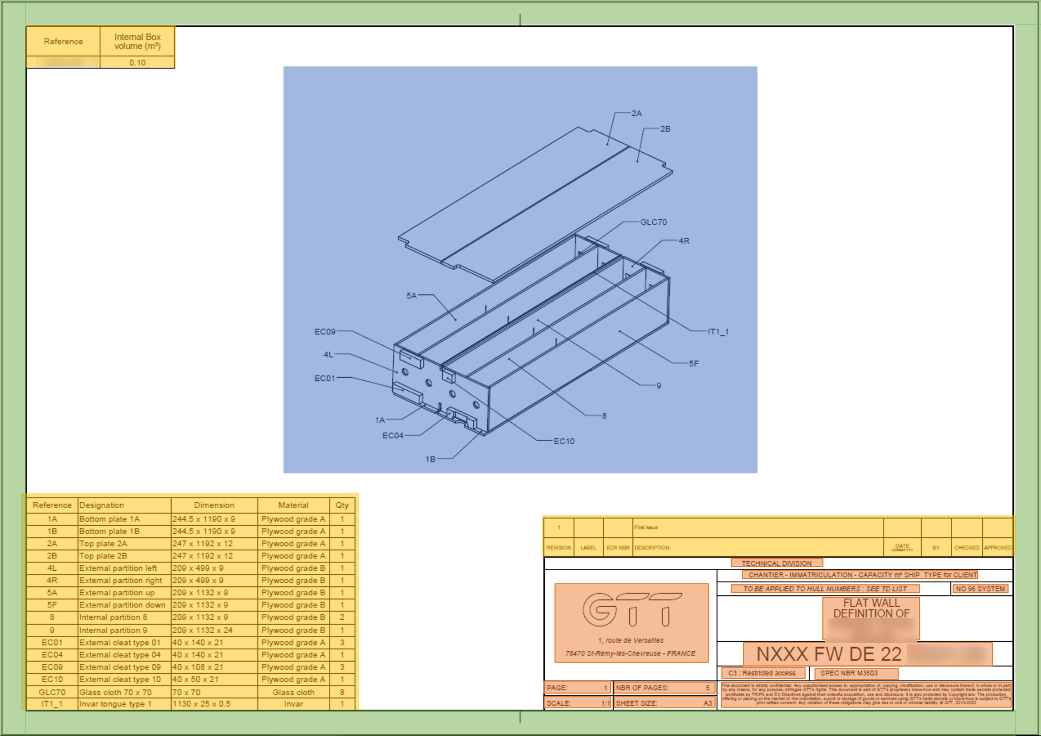 Reference Internal Box volume (m³)
0.10
2A
2B
GLC70
4R
5A
EC09
IT1_1
4L
5F
EC01
9
1A
8
EC04
EC10
1B
Reference Designation Dimension Material Qty
1A Bottom plate 1A 244.5 x 1190 x 9 Plywood grade A 1
1B Bottom plate 1B 244.5 x 1190 x 9 Plywood grade A 1
2A Top plate 2A 247 x 1192 x 12 Plywood grade A 1
2B Top plate 2B 247 x 1192 x 12 Plywood grade A 1
4L External partition left 209 x 499 x 9 Plywood grade B 1
4R External partition right 209 x 499 x 9 Plywood grade B 1
5A External partition up 209 x 1132 x 9 Plywood grade B 1
5F External partition down 209 x 1132 x 9 Plywood grade B 1
8 Internal partition 8 209 x 1132 x 9 Plywood grade B 2
9 Internal partition 9 209 x 1132 x 24 Plywood grade B 1
EC01 External cleat type 01 40 x 140 x 21 Plywood grade A 3
EC04 External cleat type 04 40 x 140 x 21 Plywood grade A 1
EC09 External cleat type 09 40 x 108 x 21 Plywood grade A 3
EC10 External cleat type 10 40 x 50 x 21 Plywood grade A 1
GLC70 Glass cloth 70 x 70 70 x 70 Glass cloth 8
IT1_1 Invar tongue type 1 1130 x 25 x 0.5 Invar 1
1 First issue
REVISION LABEL ECR NBR DESCRIPTION DATE BY CHECKED APPROVED
TECHNICAL DIVISION
CHANTIER - IMMATRICULATION - CAPACITY m³ SHIP TYPE for CLIENT
TO BE APPLIED TO HULL NUMBERS : SEE TD LIST NO 96 SYSTEM
GTT
1, route de Versailles
78470 St-Rémy-lès-Chevreuse - FRANCE
FLAT WALL
DEFINITION OF
NXXX FW DE 22
C3 : Restricted access SPEC NBR M3503
PAGE: 1 NBR OF PAGES: 5
SCALE: 1:1 SHEET SIZE: A3